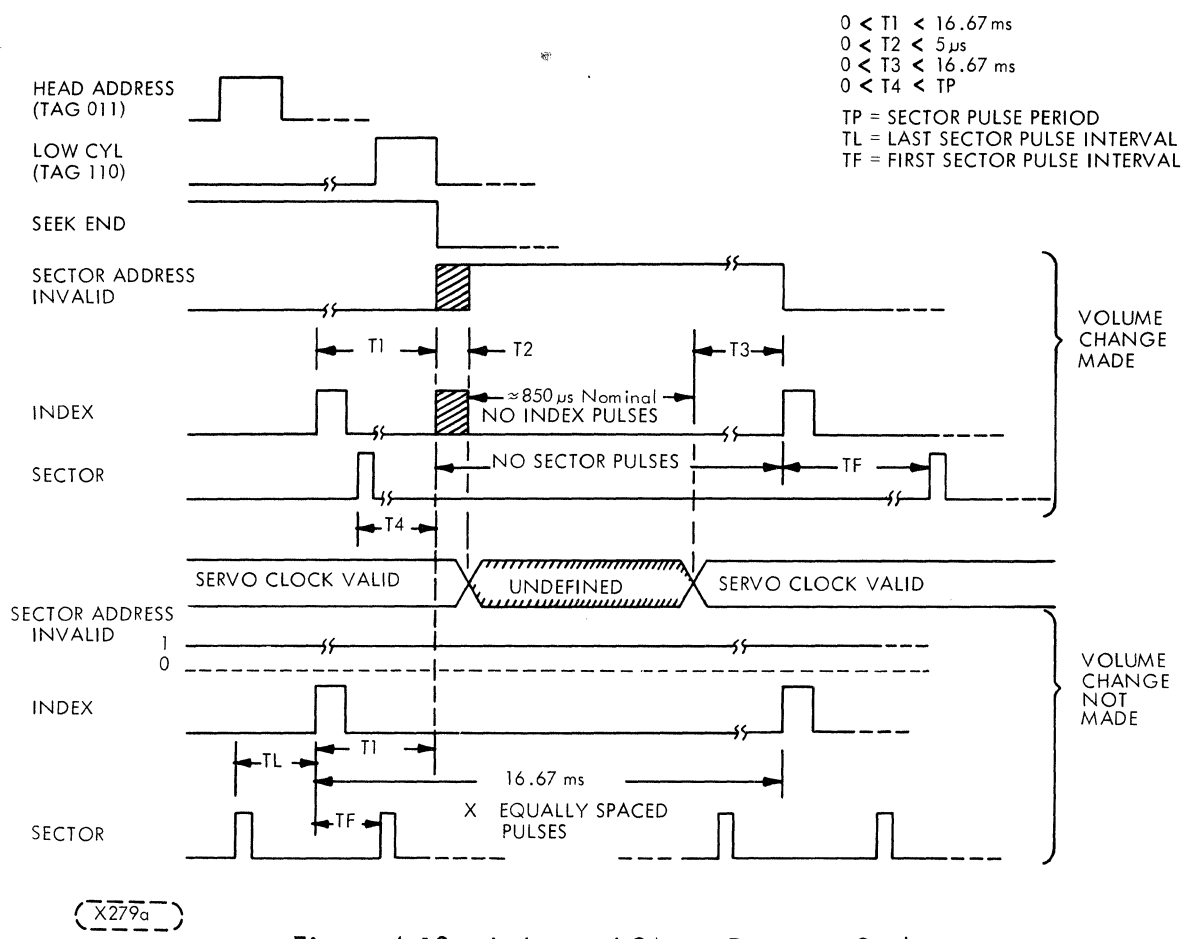 0 < T1 < 16.67 ms
0 < T2 < 5 µs
0 < T3 < 16.67 ms
0 < T4 < TP
TP = SECTOR PULSE PERIOD
TL = LAST SECTOR PULSE INTERVAL
TF = FIRST SECTOR PULSE INTERVAL
HEAD ADDRESS
(TAG 011)
LOW CYL
(TAG 110)
SEEK END
SECTOR ADDRESS
INVALID
T1
T2
T3
VOLUME
CHANGE
MADE
INDEX
≈850 µs Nominal
NO INDEX PULSES
SECTOR
NO SECTOR PULSES
TF
T4
SERVO CLOCK VALID
UNDEFINED
SERVO CLOCK VALID
SECTOR ADDRESS
INVALID
1
0
VOLUME
CHANGE
NOT
MADE
INDEX
TL
T1
16.67 ms
X EQUALLY SPACED
PULSES
SECTOR
TF
X279a